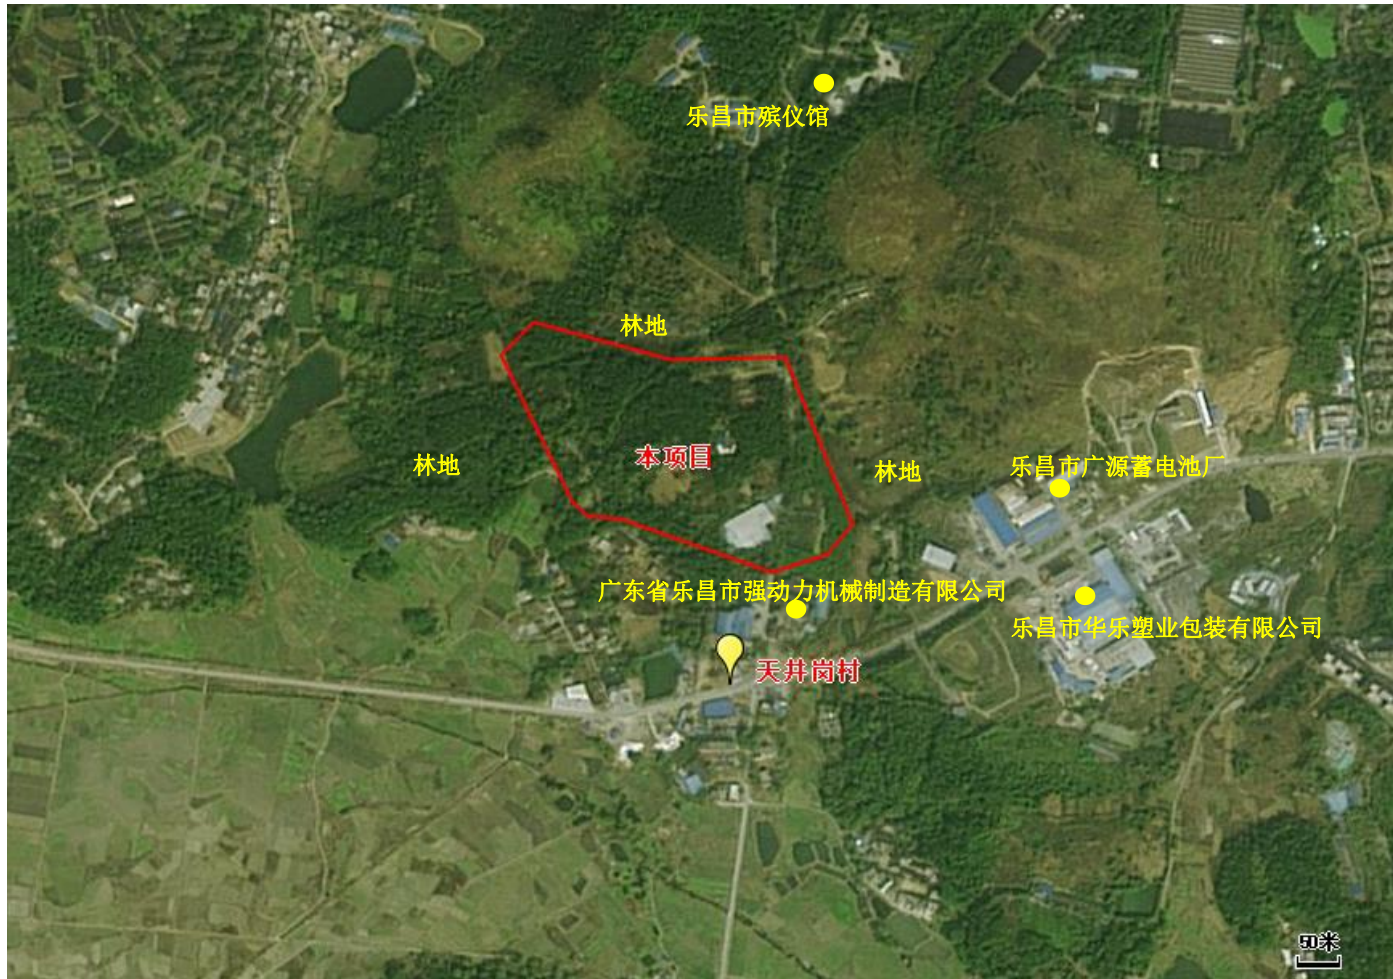 乐昌市殡仪馆
林地
本项目
林地
林地
乐昌市广源蓄电池厂
广东省乐昌市强动力机械制造有限公司
乐昌市华乐塑业包装有限公司
天井岗村
50米